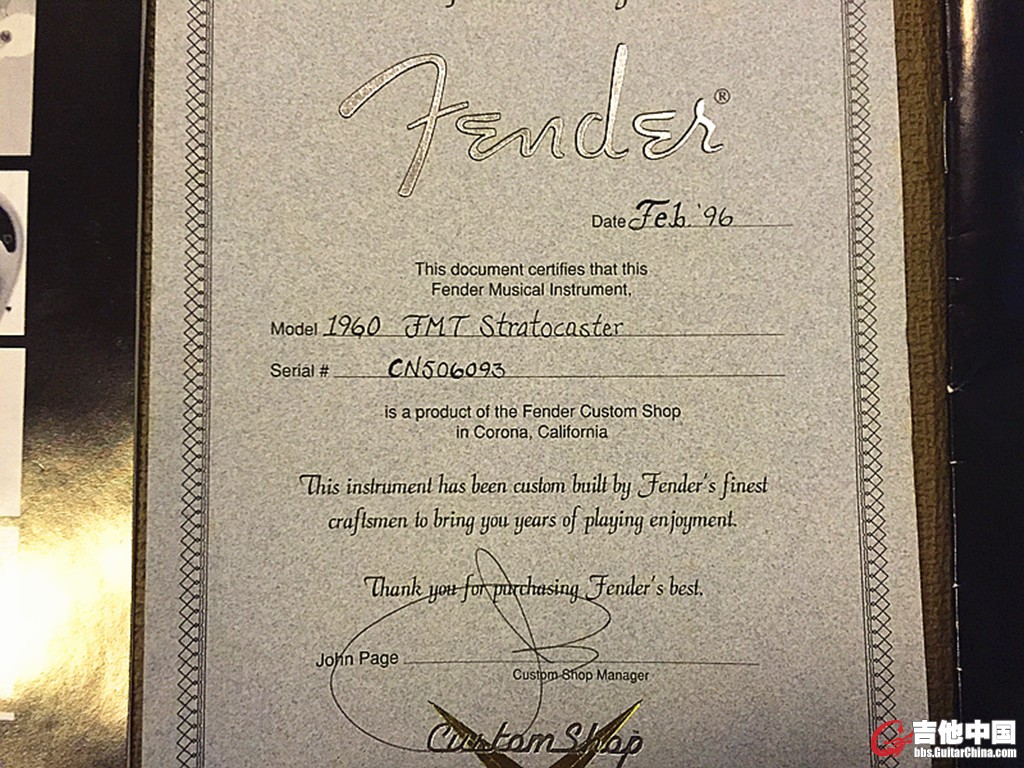 Fender®
Date Feb. '96
This document certifies that this
Fender Musical Instrument,
Model 1960 FMT Stratocaster
Serial # CN506093
is a product of the Fender Custom Shop
in Corona, California
This instrument has been custom built by Fender's finest
craftsmen to bring you years of playing enjoyment.
Thank you for purchasing Fender's best.
John Page
Custom Shop Manager
Custom Shop
吉他中国
bbs.GuitarChina.com